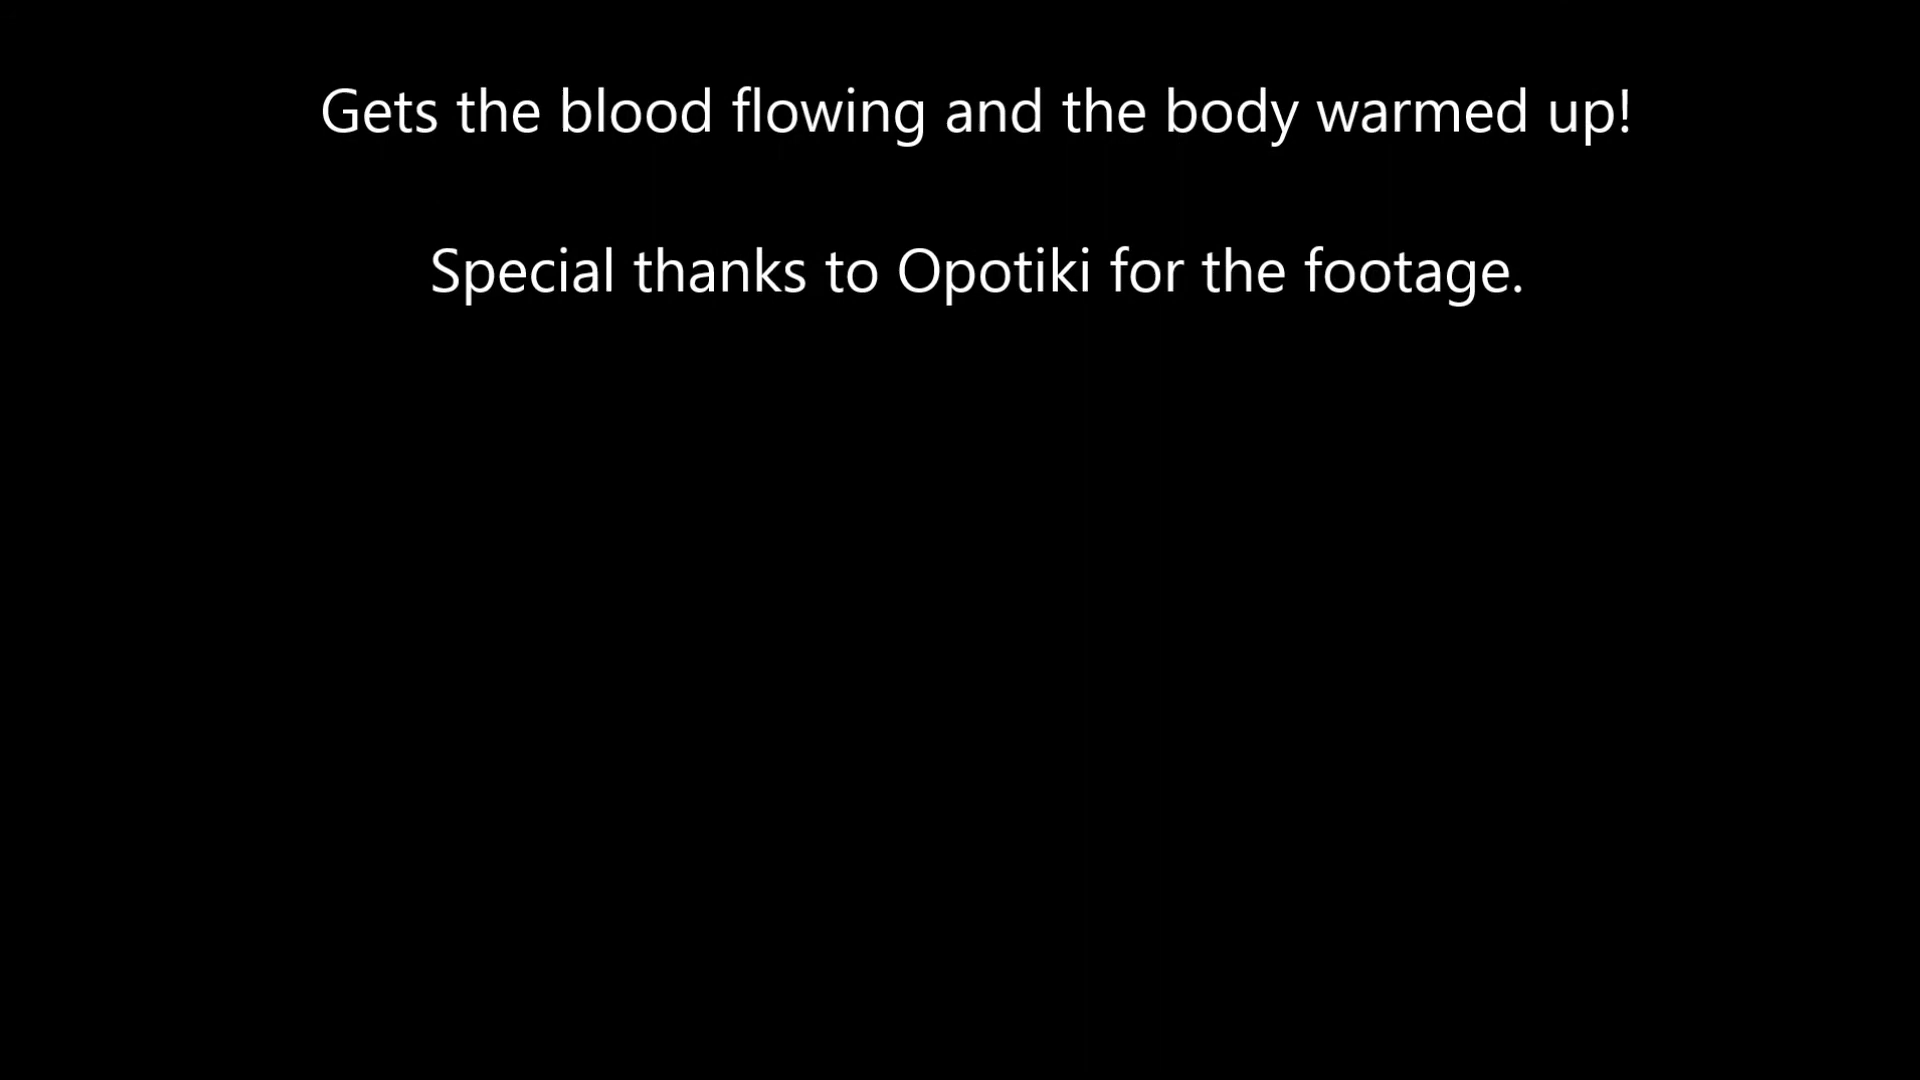 Gets the blood flowing and the body warmed up!
Special thanks to Opotiki for the footage.